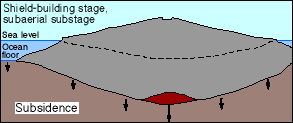 Shield-building stage,
subaerial substage
Sea level
Ocean
floor
Subsidence